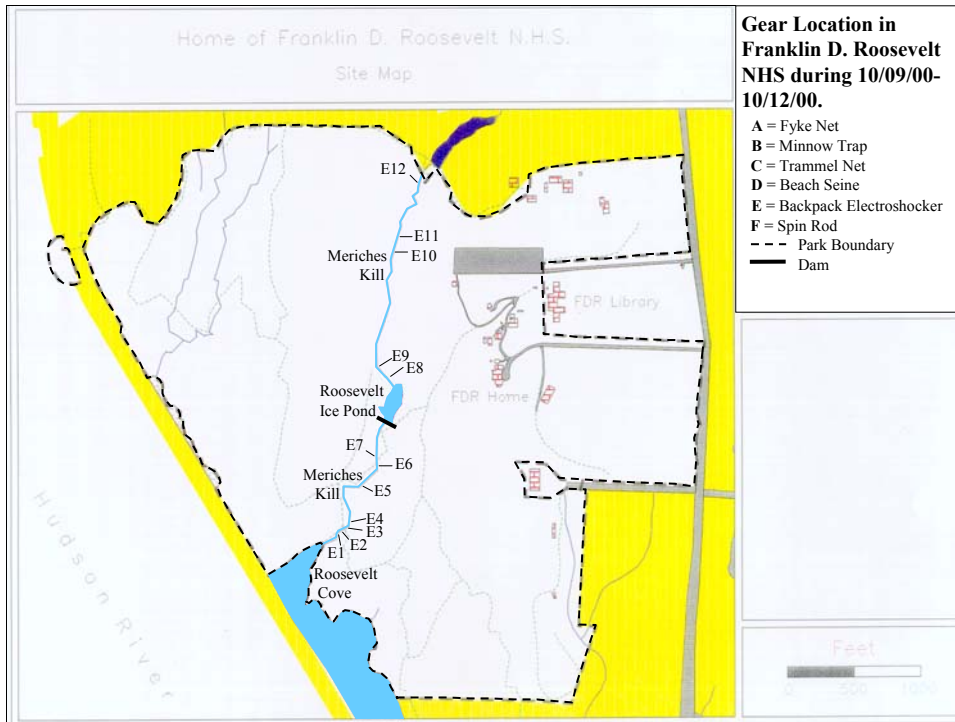 Home of Franklin D. Roosevelt N.H.S.
Site Map
Gear Location in
Franklin D. Roosevelt
NHS during 10/09/00-
10/12/00.
A = Fyke Net
B = Minnow Trap
C = Trammel Net
D = Beach Seine
E = Backpack Electroshocker
F = Spin Rod
Park Boundary
Dam
E12
E11
E10
Meriches
Kill
FDR Library
E9
E8
Roosevelt
Ice Pond
FDR Home
E7
E6
Meriches
Kill
E5
E4
E3
E2
E1
Roosevelt
Cove
Hudson River
Feet
0 500 1000